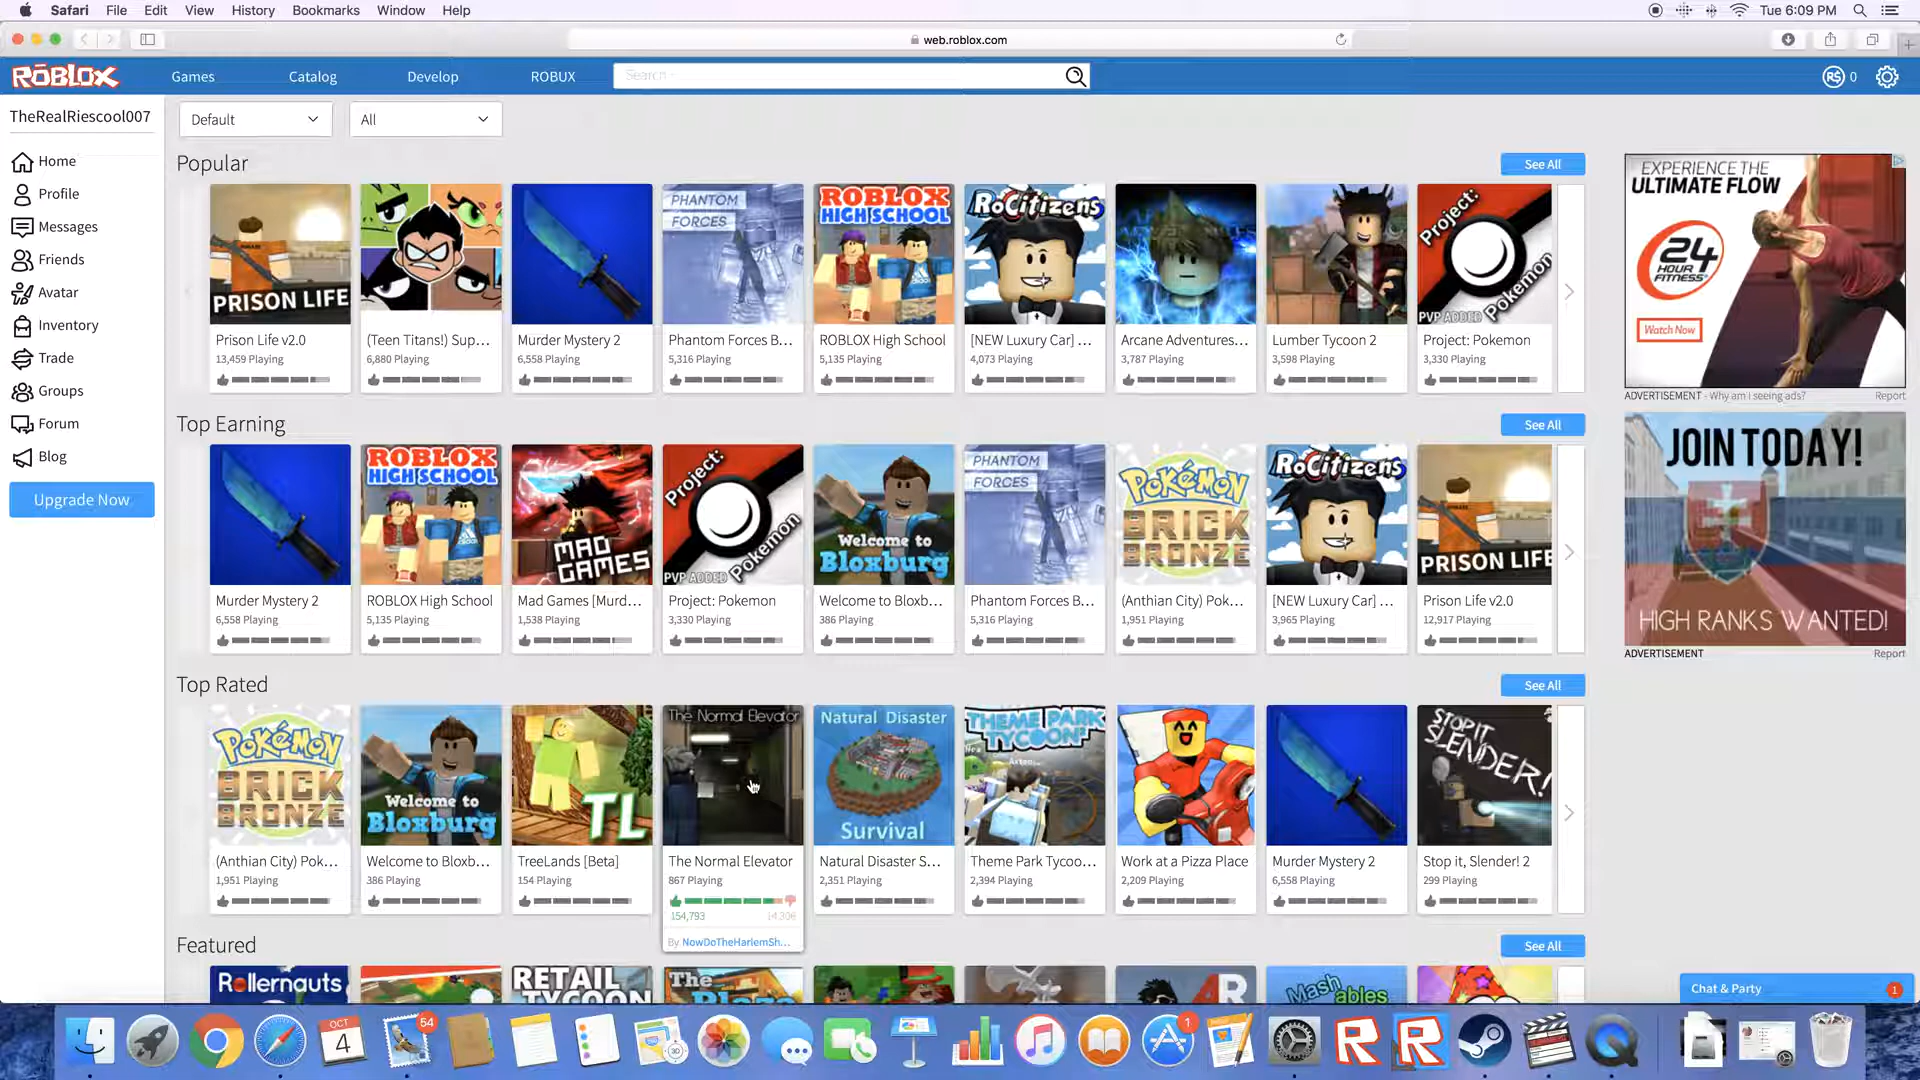 Safari File Edit View History Bookmarks Window Help
Tue 6:09 PM
web.roblox.com
ROBLOX Games Catalog Develop ROBUX Search R$ 0
TheRealRiescool007
Home
Profile
Messages
Friends
Avatar
Inventory
Trade
Groups
Forum
Blog
Upgrade Now
Default All
Popular See All
PRISON LIFE
PHANTOM
FORCES
ROBLOX
HIGH SCHOOL
RoCitizens
Project:
Pokemon
PVP ADDED
Prison Life v2.0 (Teen Titans!) Sup... Murder Mystery 2 Phantom Forces B... ROBLOX High School [NEW Luxury Car] ... Arcane Adventures... Lumber Tycoon 2 Project: Pokemon
13,459 Playing 6,880 Playing 6,558 Playing 5,316 Playing 5,135 Playing 4,073 Playing 3,787 Playing 3,598 Playing 3,330 Playing
Top Earning See All
ROBLOX
HIGH SCHOOL
MAD
GAMES
Project:
Pokemon
PVP ADDED
Welcome to
Bloxburg
PHANTOM
FORCES
POKéMON
BRICK
BRONZE
RoCitizens
PRISON LIFE
Murder Mystery 2 ROBLOX High School Mad Games [Murd... Project: Pokemon Welcome to Bloxb... Phantom Forces B... (Anthian City) Pok... [NEW Luxury Car] ... Prison Life v2.0
6,558 Playing 5,135 Playing 1,538 Playing 3,330 Playing 386 Playing 5,316 Playing 1,951 Playing 3,965 Playing 12,917 Playing
Top Rated See All
POKéMON
BRICK
BRONZE
Welcome to
Bloxburg
TL
The Normal Elevator
Natural Disaster
Survival
THEME PARK
TYCOON
STOP IT
SLENDER!
(Anthian City) Pok... Welcome to Bloxb... TreeLands [Beta] The Normal Elevator Natural Disaster S... Theme Park Tycoo... Work at a Pizza Place Murder Mystery 2 Stop it, Slender! 2
1,951 Playing 386 Playing 154 Playing 867 Playing 2,351 Playing 2,394 Playing 2,209 Playing 6,558 Playing 299 Playing
154,793
By NowDoTheHarlemSh...
Featured See All
Rollernauts
RETAIL
TYCOON
The
Plaza
R
Mashables
EXPERIENCE THE
ULTIMATE FLOW
24
HOUR
FITNESS
Watch Now
ADVERTISEMENT - Why am I seeing ads? Report
JOIN TODAY!
HIGH RANKS WANTED!
ADVERTISEMENT Report
Chat & Party 1
OCT
4
54
3D
1
R
R